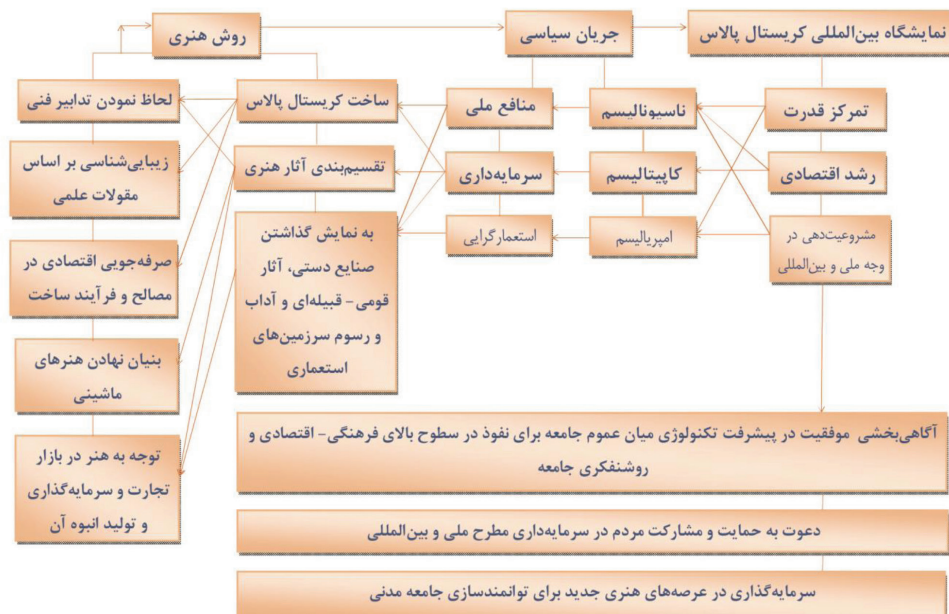 نمایشگاه بین‌المللی کریستال پالاس
جریان سیاسی
روش هنری
تمرکز قدرت
رشد اقتصادی
مشروعیت‌دهی در
وجه ملی و بین‌المللی
ناسیونالیسم
کاپیتالیسم
امپریالیسم
منافع ملی
سرمایه‌داری
استعمارگرایی
ساخت کریستال پالاس
تقسیم‌بندی آثار هنری
به نمایش گذاشتن
صنایع دستی، آثار
قومی- قبیله‌ای و آداب
و رسوم سرزمین‌های
استعماری
لحاظ نمودن تدابیر فنی
زیبایی‌شناسی بر اساس
مقولات علمی
صرفه‌جویی اقتصادی در
مصالح و فرآیند ساخت
بنیان نهادن هنرهای
ماشینی
توجه به هنر در بازار
تجارت و سرمایه‌گذاری
و تولید انبوه آن
آگاهی‌بخشی موفقیت در پیشرفت تکنولوژی میان عموم جامعه برای نفوذ در سطوح بالای فرهنگی- اقتصادی و
روشنفکری جامعه
دعوت به حمایت و مشارکت مردم در سرمایه‌داری مطرح ملی و بین‌المللی
سرمایه‌گذاری در عرصه‌های هنری جدید برای توانمندسازی جامعه مدنی